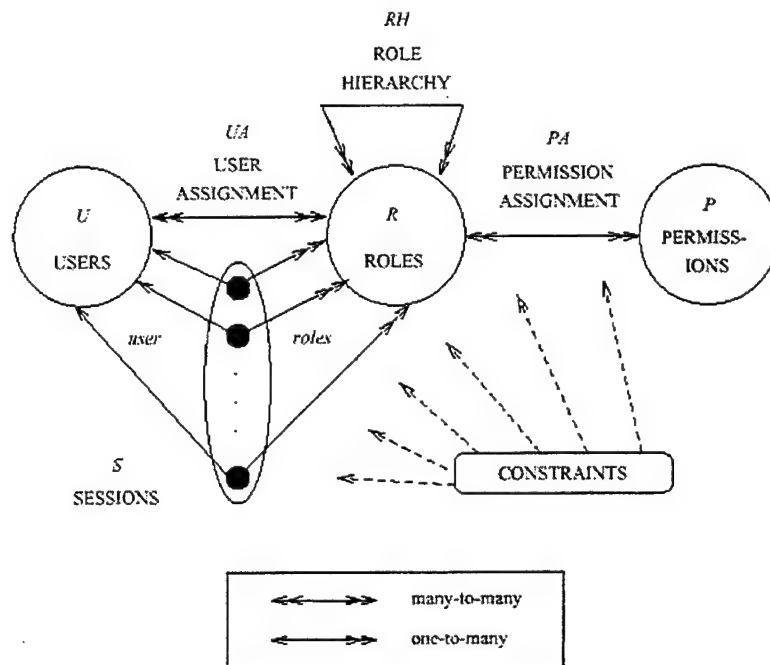 RH
ROLE
HIERARCHY
UA
USER
ASSIGNMENT
PA
PERMISSION
ASSIGNMENT
U
USERS
R
ROLES
P
PERMISS-
IONS
user
roles
S
SESSIONS
CONSTRAINTS
many-to-many
one-to-many